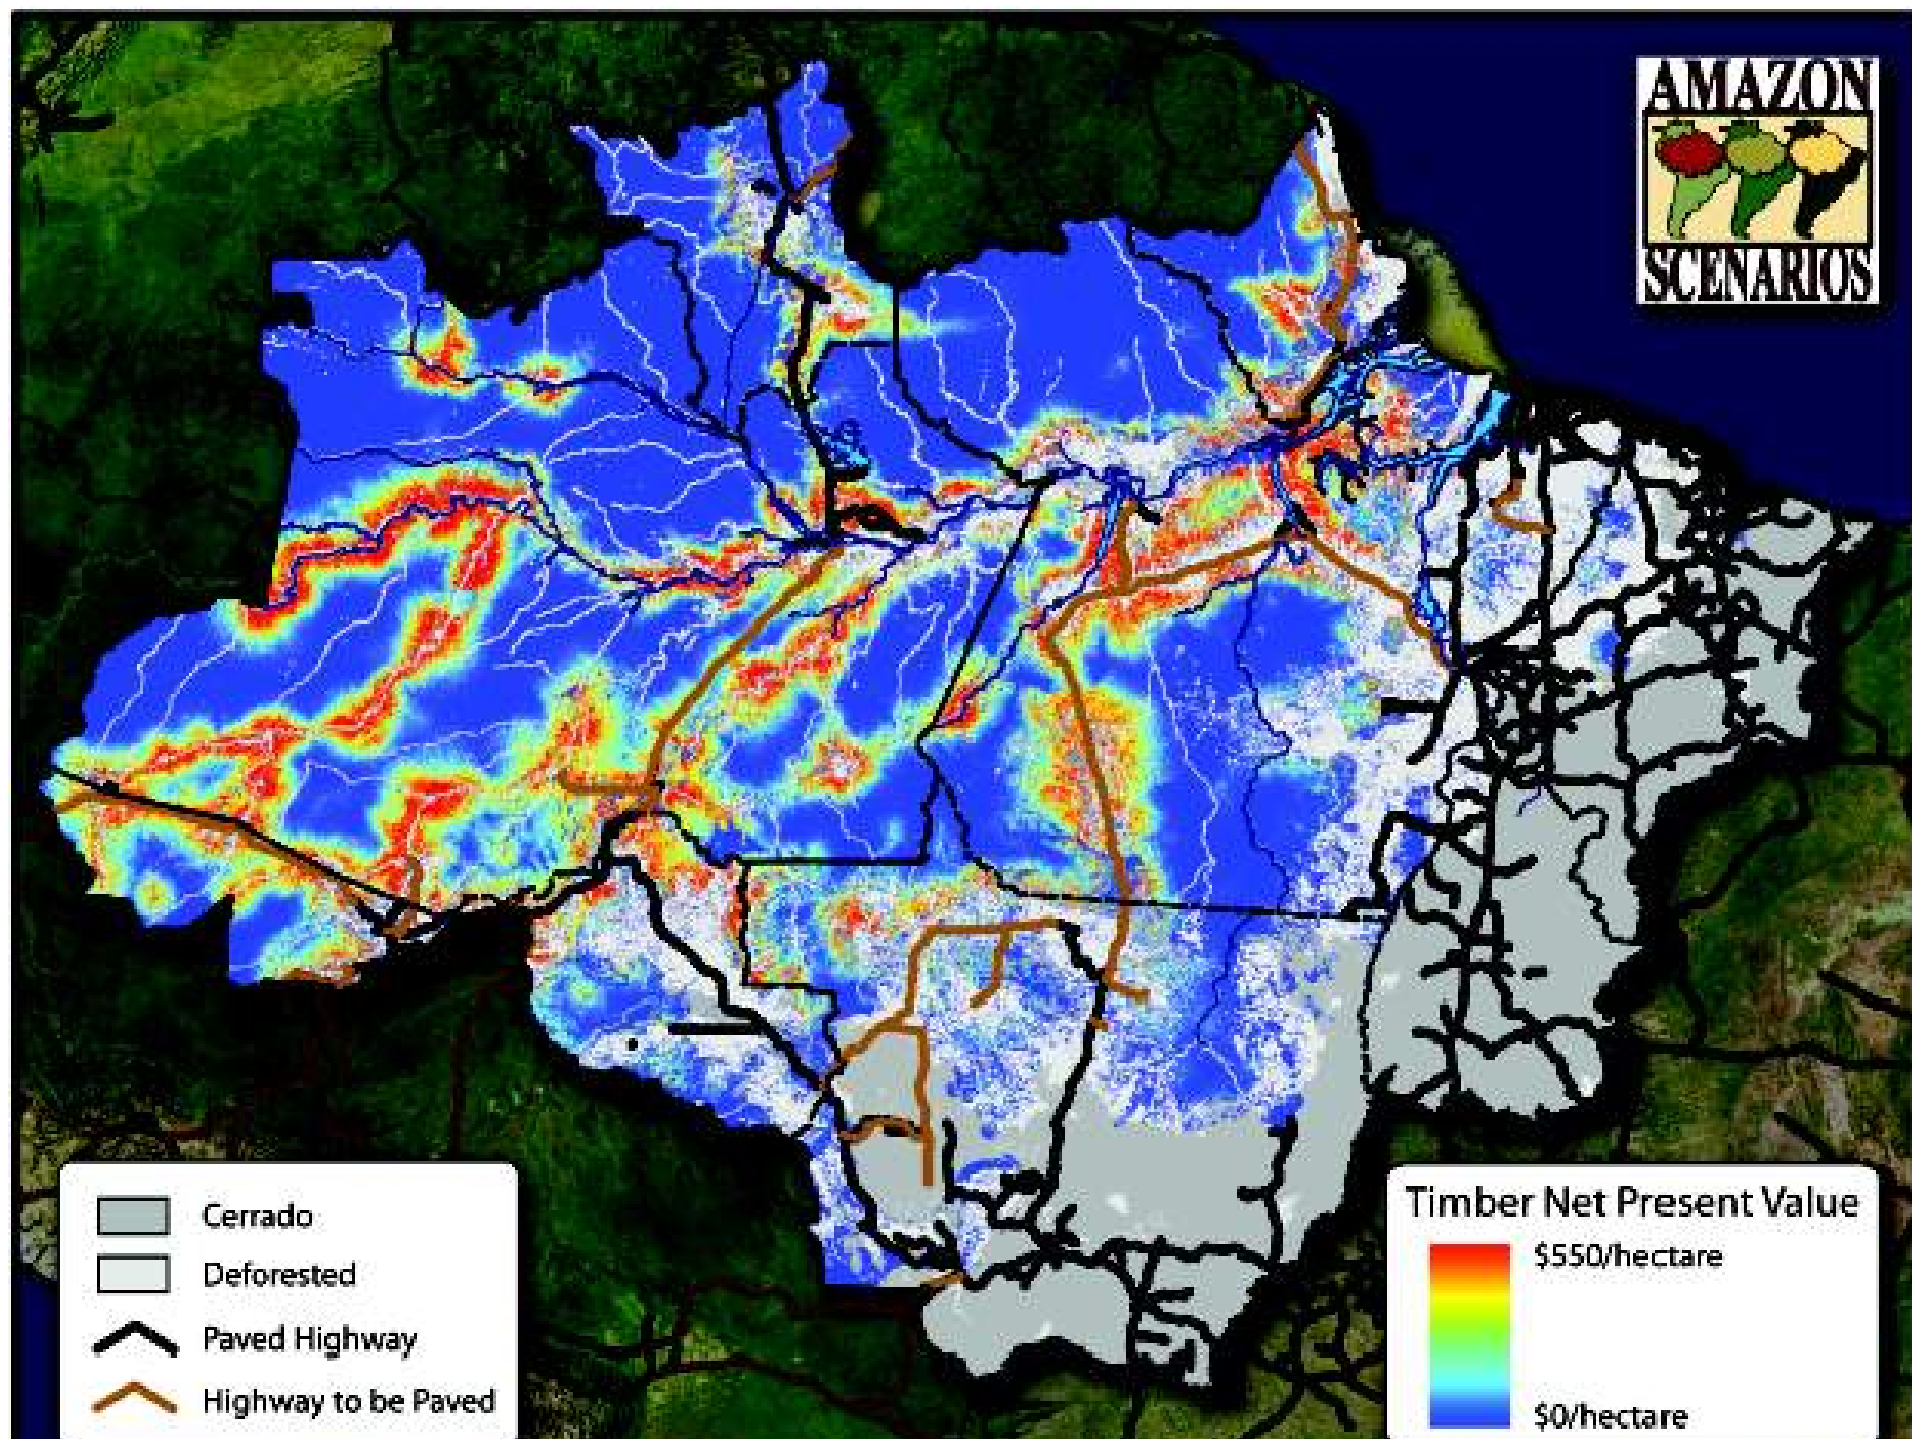 AMAZON
SCENARIOS
Cerrado
Deforested
Paved Highway
Highway to be Paved
Timber Net Present Value
$550/hectare
$0/hectare